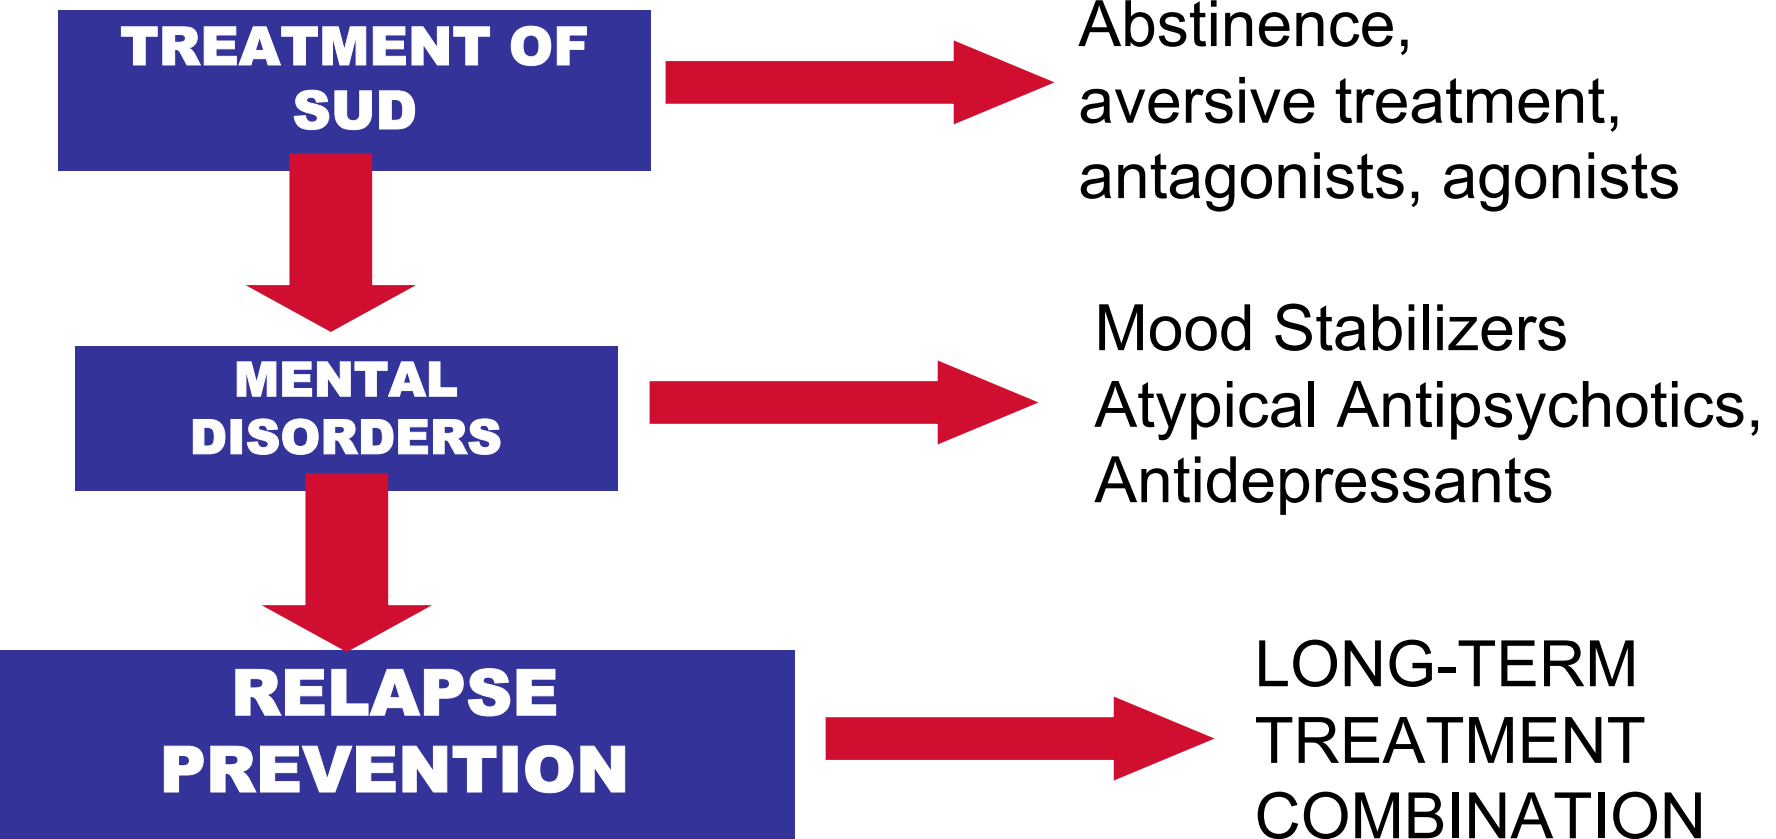 TREATMENT OF
SUD
Abstinence,
aversive treatment,
antagonists, agonists
MENTAL
DISORDERS
Mood Stabilizers
Atypical Antipsychotics,
Antidepressants
RELAPSE
PREVENTION
LONG-TERM
TREATMENT
COMBINATION